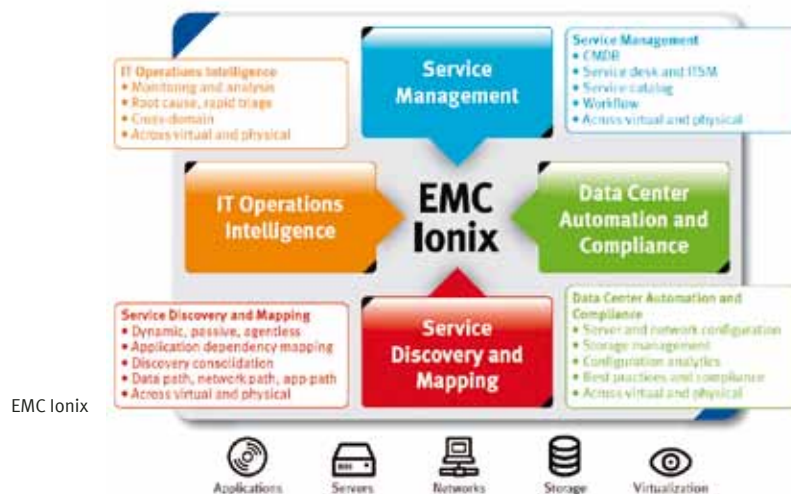 IT Operations Intelligence
• Monitoring and analysis
• Root cause, rapid triage
• Cross-domain
• Across virtual and physical
Service
Management
Service Management
• CMDB
• Service desk and ITSM
• Service catalog
• Workflow
• Across virtual and physical
IT Operations
Intelligence
EMC
Ionix
Data Center
Automation and
Compliance
Service Discovery and Mapping
• Dynamic, passive, agentless
• Application dependency mapping
• Discovery consolidation
• Data path, network path, app path
• Across virtual and physical
Service
Discovery and
Mapping
Data Center Automation and
Compliance
• Server and network configuration
• Storage management
• Configuration analytics
• Best practices and compliance
• Across virtual and physical
EMC Ionix
Applications
Servers
Networks
Storage
Virtualization